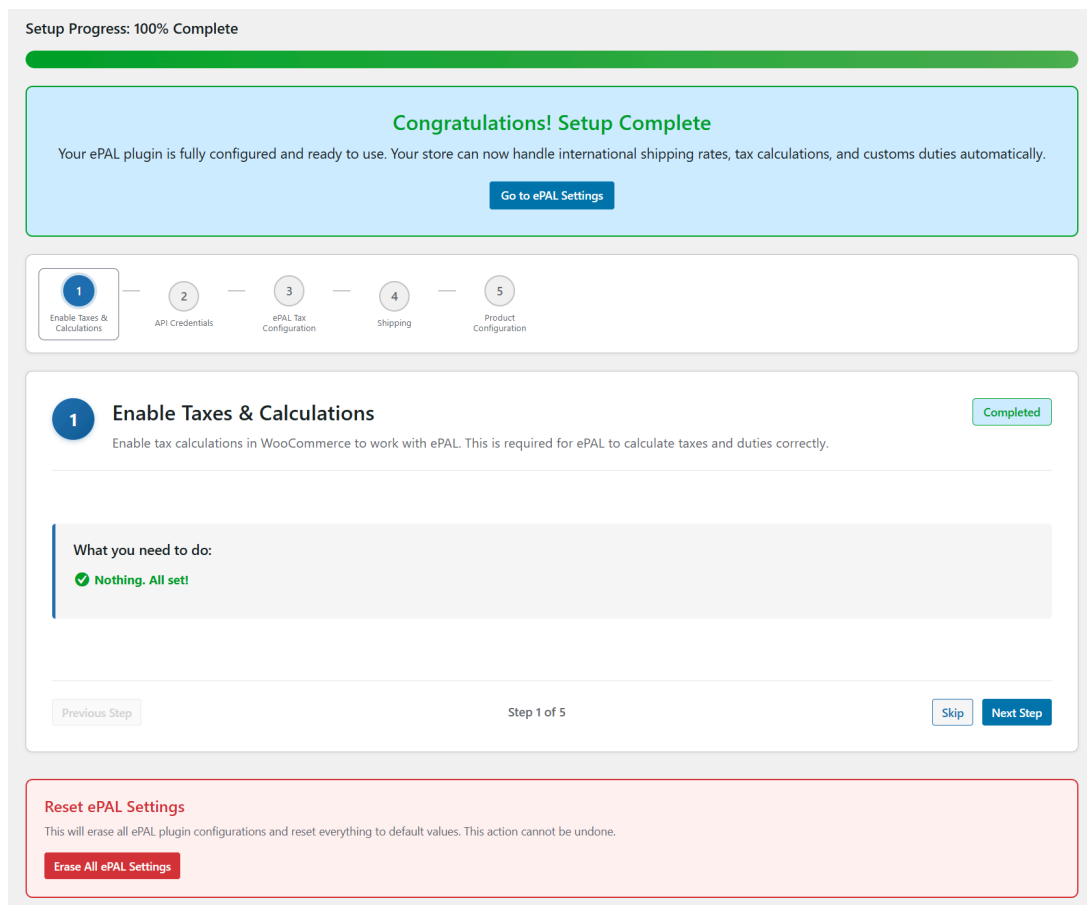 Setup Progress: 100% Complete
Congratulations! Setup Complete
Your ePAL plugin is fully configured and ready to use. Your store can now handle international shipping rates, tax calculations, and customs duties automatically.
Go to ePAL Settings
1
Enable Taxes &
Calculations
2
API Credentials
3
ePAL Tax
Configuration
4
Shipping
5
Product
Configuration
1
Enable Taxes & Calculations
Completed
Enable tax calculations in WooCommerce to work with ePAL. This is required for ePAL to calculate taxes and duties correctly.
What you need to do:
Nothing. All set!
Previous Step
Step 1 of 5
Skip
Next Step
Reset ePAL Settings
This will erase all ePAL plugin configurations and reset everything to default values. This action cannot be undone.
Erase All ePAL Settings